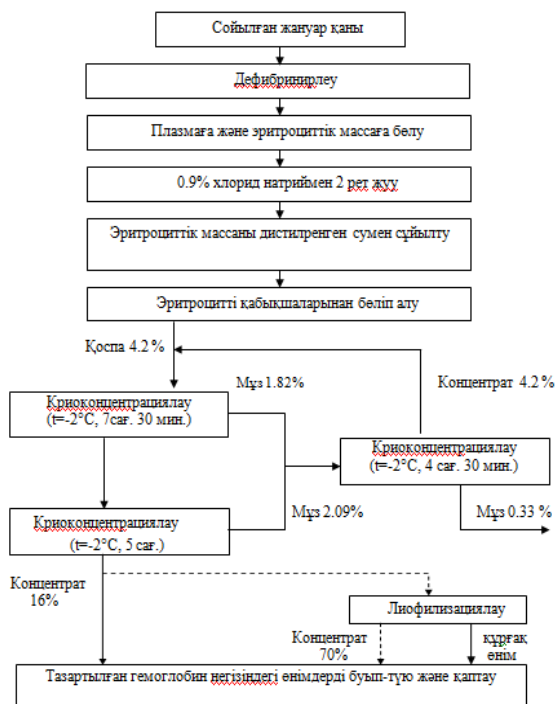 Сойылған жануар қаны
Дефибринирлеу
Плазмаға және эритроциттік массаға бөлу
0.9% хлорид натриймен 2 рет жуу
Эритроциттік массаны дистилренген сумен сұйылту
Эритроцитті қабықшаларынан бөліп алу
Қоспа 4.2 %
Мұз 1.82%
Концентрат 4.2 %
Криоконцентрациялау
(t=-2°C, 7сағ. 30 мин.)
Криоконцентрациялау
(t=-2°C, 4 сағ. 30 мин.)
Мұз 2.09%
Мұз 0.33 %
Криоконцентрациялау
(t=-2°C, 5 сағ.)
Концентрат
16%
Лиофилизациялау
Концентрат
70%
құрғақ
өнім
Тазартылған гемоглобин негізіндегі өнімдерді буып-түю және қаптау